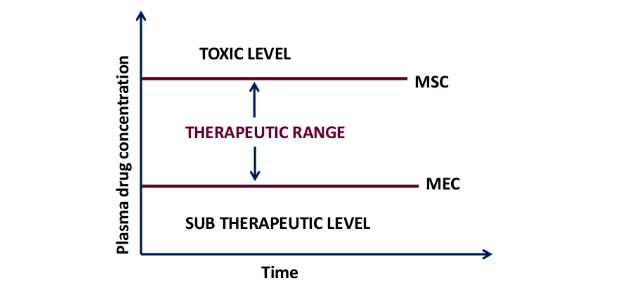 TOXIC LEVEL
MSC
THERAPEUTIC RANGE
MEC
SUB THERAPEUTIC LEVEL
Plasma drug concentration
Time